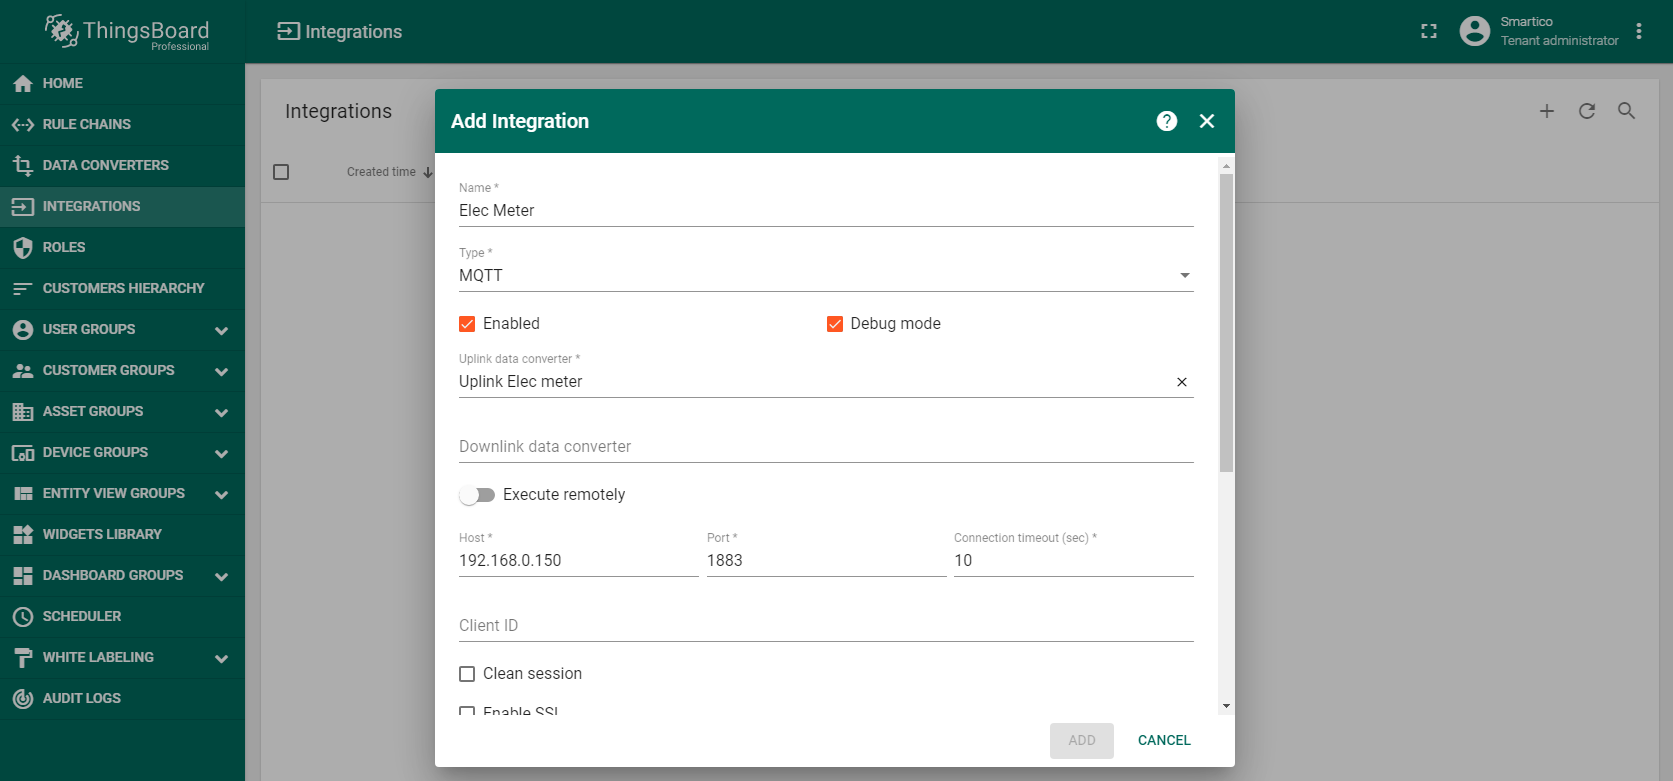 ThingsBoard
Professional
Integrations
Smartico
Tenant administrator
HOME
RULE CHAINS
DATA CONVERTERS
INTEGRATIONS
ROLES
CUSTOMERS HIERARCHY
USER GROUPS
CUSTOMER GROUPS
ASSET GROUPS
DEVICE GROUPS
ENTITY VIEW GROUPS
WIDGETS LIBRARY
DASHBOARD GROUPS
SCHEDULER
WHITE LABELING
AUDIT LOGS
Integrations
Created time
Add Integration
Name *
Elec Meter
Type *
MQTT
Enabled Debug mode
Uplink data converter *
Uplink Elec meter
Downlink data converter
Execute remotely
Host * Port * Connection timeout (sec) *
192.168.0.150 1883 10
Client ID
Clean session
Enable SSL
ADD CANCEL